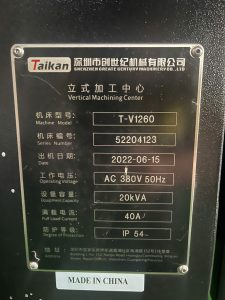 Taikan 深圳市创世纪机械有限公司
SHENZHEN CREATE CENTURY MACHINERY CO.,LTD
立式加工中心
Vertical Machining Center
机床型号 T-V1260
Machine Model
机床编号: 52204123
Series Number
出机日期: 2022-06-15
工作电压: AC 380V 50Hz
Operating Voltage
设备容量: 20kVA
Equipment Capacity
满载电流: 40A
Full Load Current
防护等级: IP 54
Degree of Protection
地址:
MADE IN CHINA